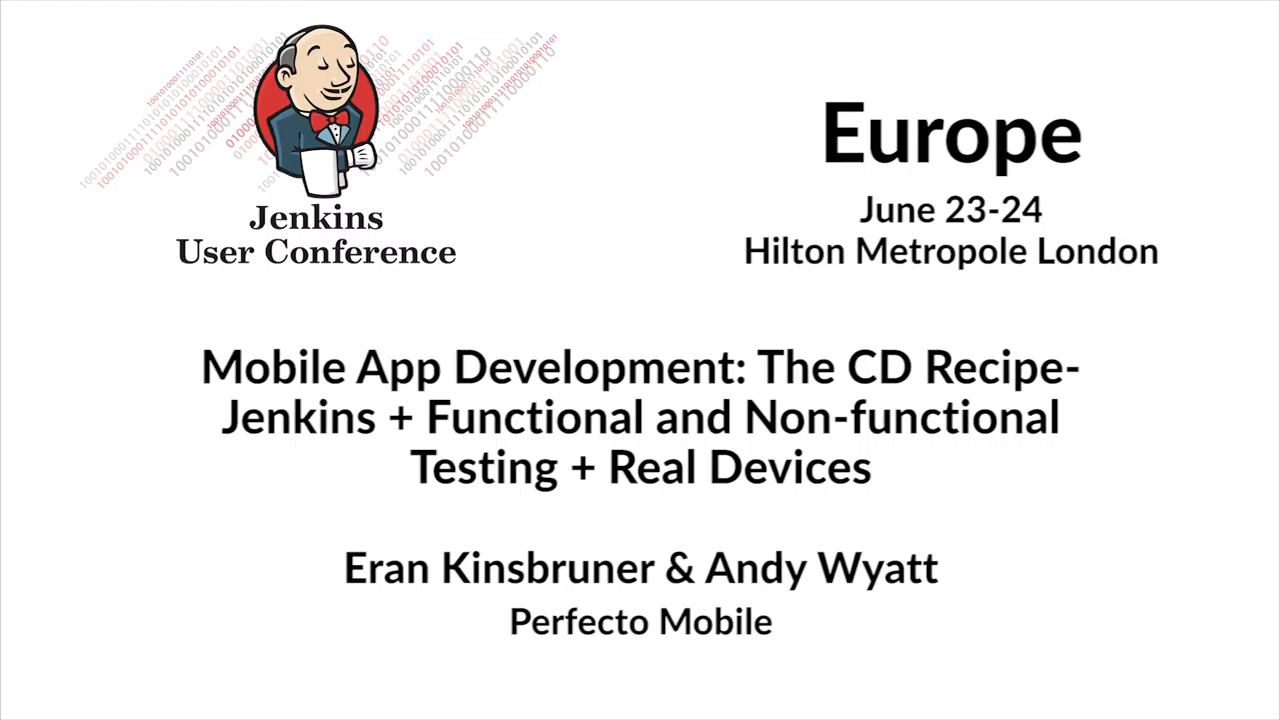 Jenkins
User Conference
Europe
June 23-24
Hilton Metropole London
Mobile App Development: The CD Recipe-
Jenkins + Functional and Non-functional
Testing + Real Devices
Eran Kinsbruner & Andy Wyatt
Perfecto Mobile